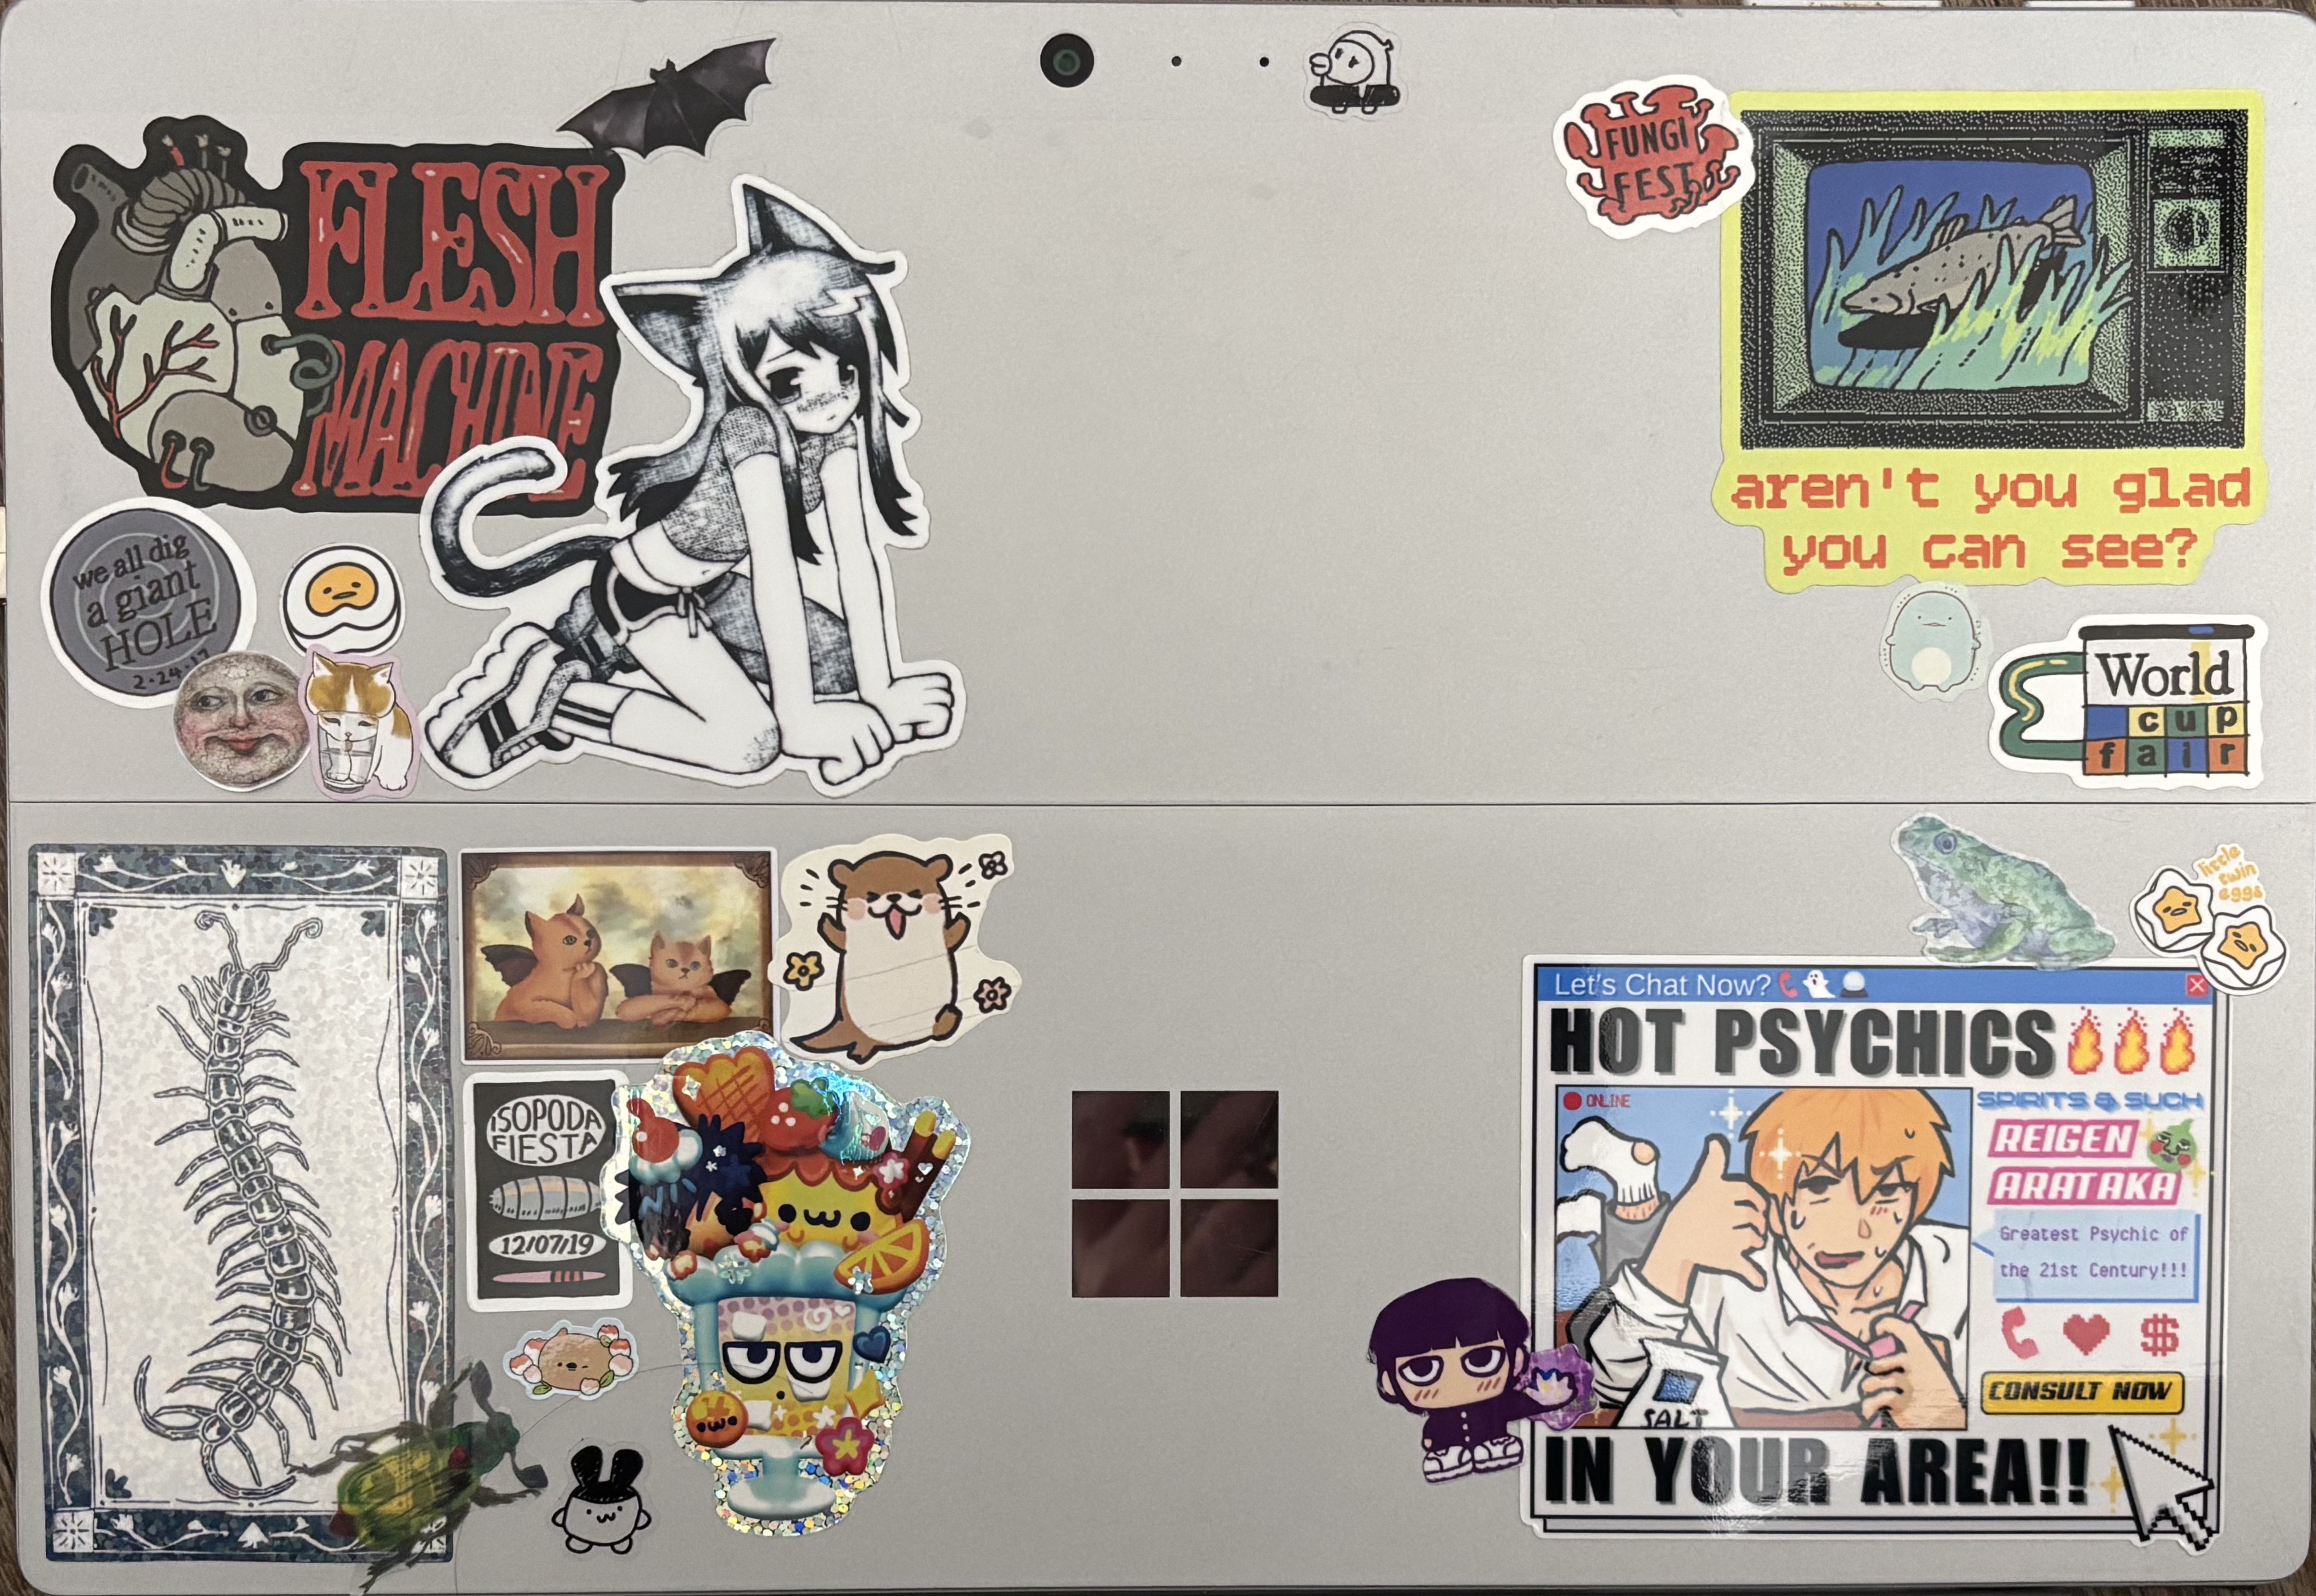 FLESH
MACHINE
FUNGI
FEST
aren't you glad
you can see?
we all dig
a giant
HOLE
2-24-17
World
cup
fair
little
twin
eggs
ISOPODA
FIESTA
12/07/19
Let's Chat Now?
HOT PSYCHICS
ONLINE
SPIRITS & SUCH
REIGEN
ARATAKA
Greatest Psychic of
the 21st Century!!!
$
SALT
CONSULT NOW
IN YOUR AREA!!